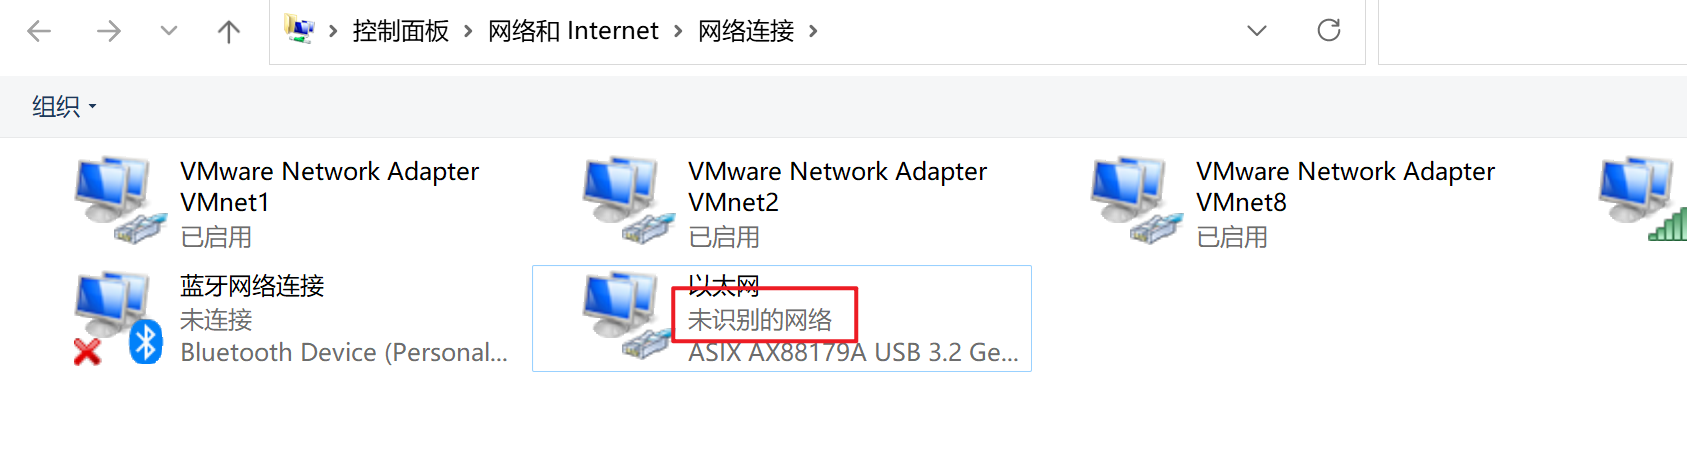 控制面板 > 网络和 Internet > 网络连接 >
组织
VMware Network Adapter
VMnet1
已启用
VMware Network Adapter
VMnet2
已启用
VMware Network Adapter
VMnet8
已启用
蓝牙网络连接
未连接
Bluetooth Device (Personal...
以太网
未识别的网络
ASIX AX88179A USB 3.2 Ge...